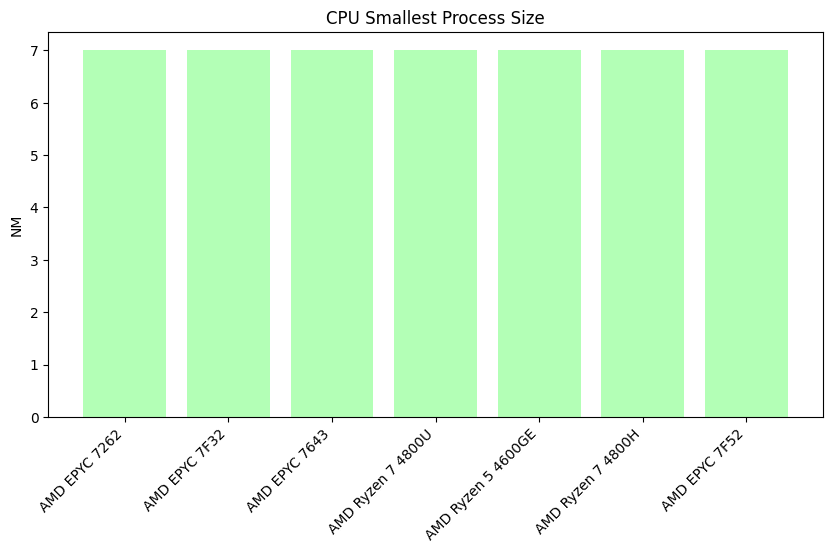 CPU Smallest Process Size
NM
7
6
5
4
3
2
1
0
AMD EPYC 7262
AMD EPYC 7F32
AMD EPYC 7643
AMD Ryzen 7 4800U
AMD Ryzen 5 4600GE
AMD Ryzen 7 4800H
AMD EPYC 7F52